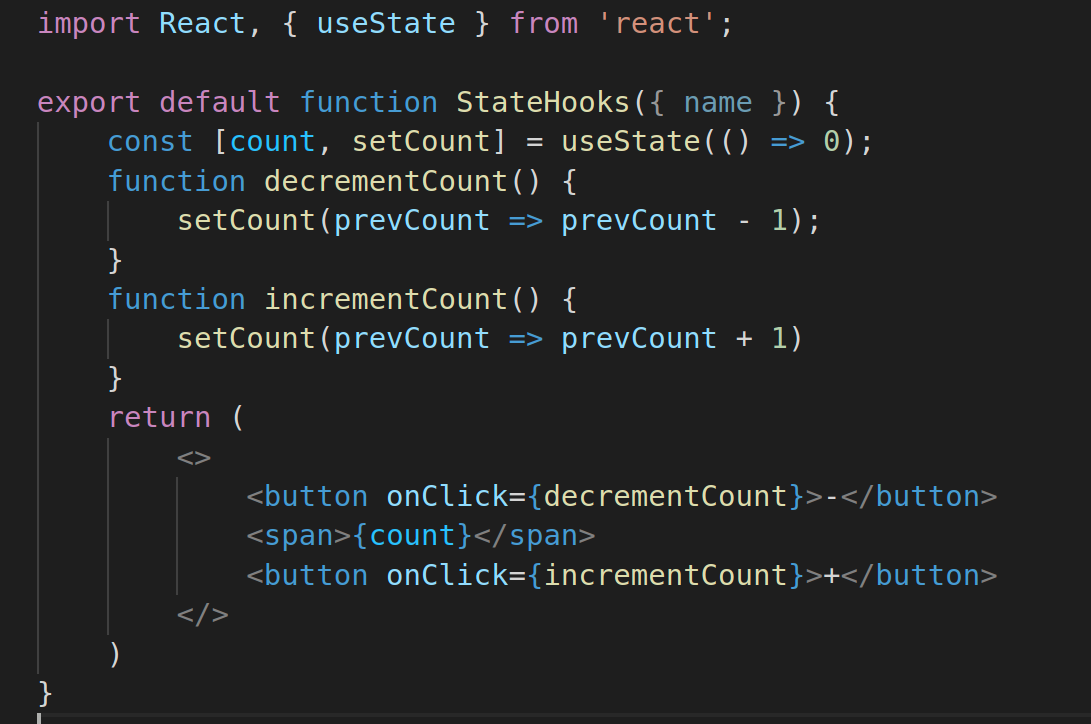 import React, { useState } from 'react';

export default function StateHooks({ name }) {
    const [count, setCount] = useState(() => 0);
    function decrementCount() {
        setCount(prevCount => prevCount - 1);
    }
    function incrementCount() {
        setCount(prevCount => prevCount + 1)
    }
    return (
        <>
            <button onClick={decrementCount}>-</button>
            <span>{count}</span>
            <button onClick={incrementCount}>+</button>
        </>
    )
}